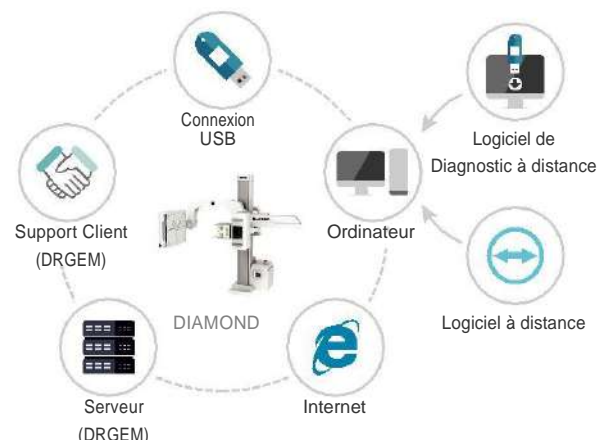 Connexion
USB
Logiciel de
Diagnostic à distance
Support Client
(DRGEM)
Ordinateur
DIAMOND
Logiciel à distance
Serveur
(DRGEM)
Internet